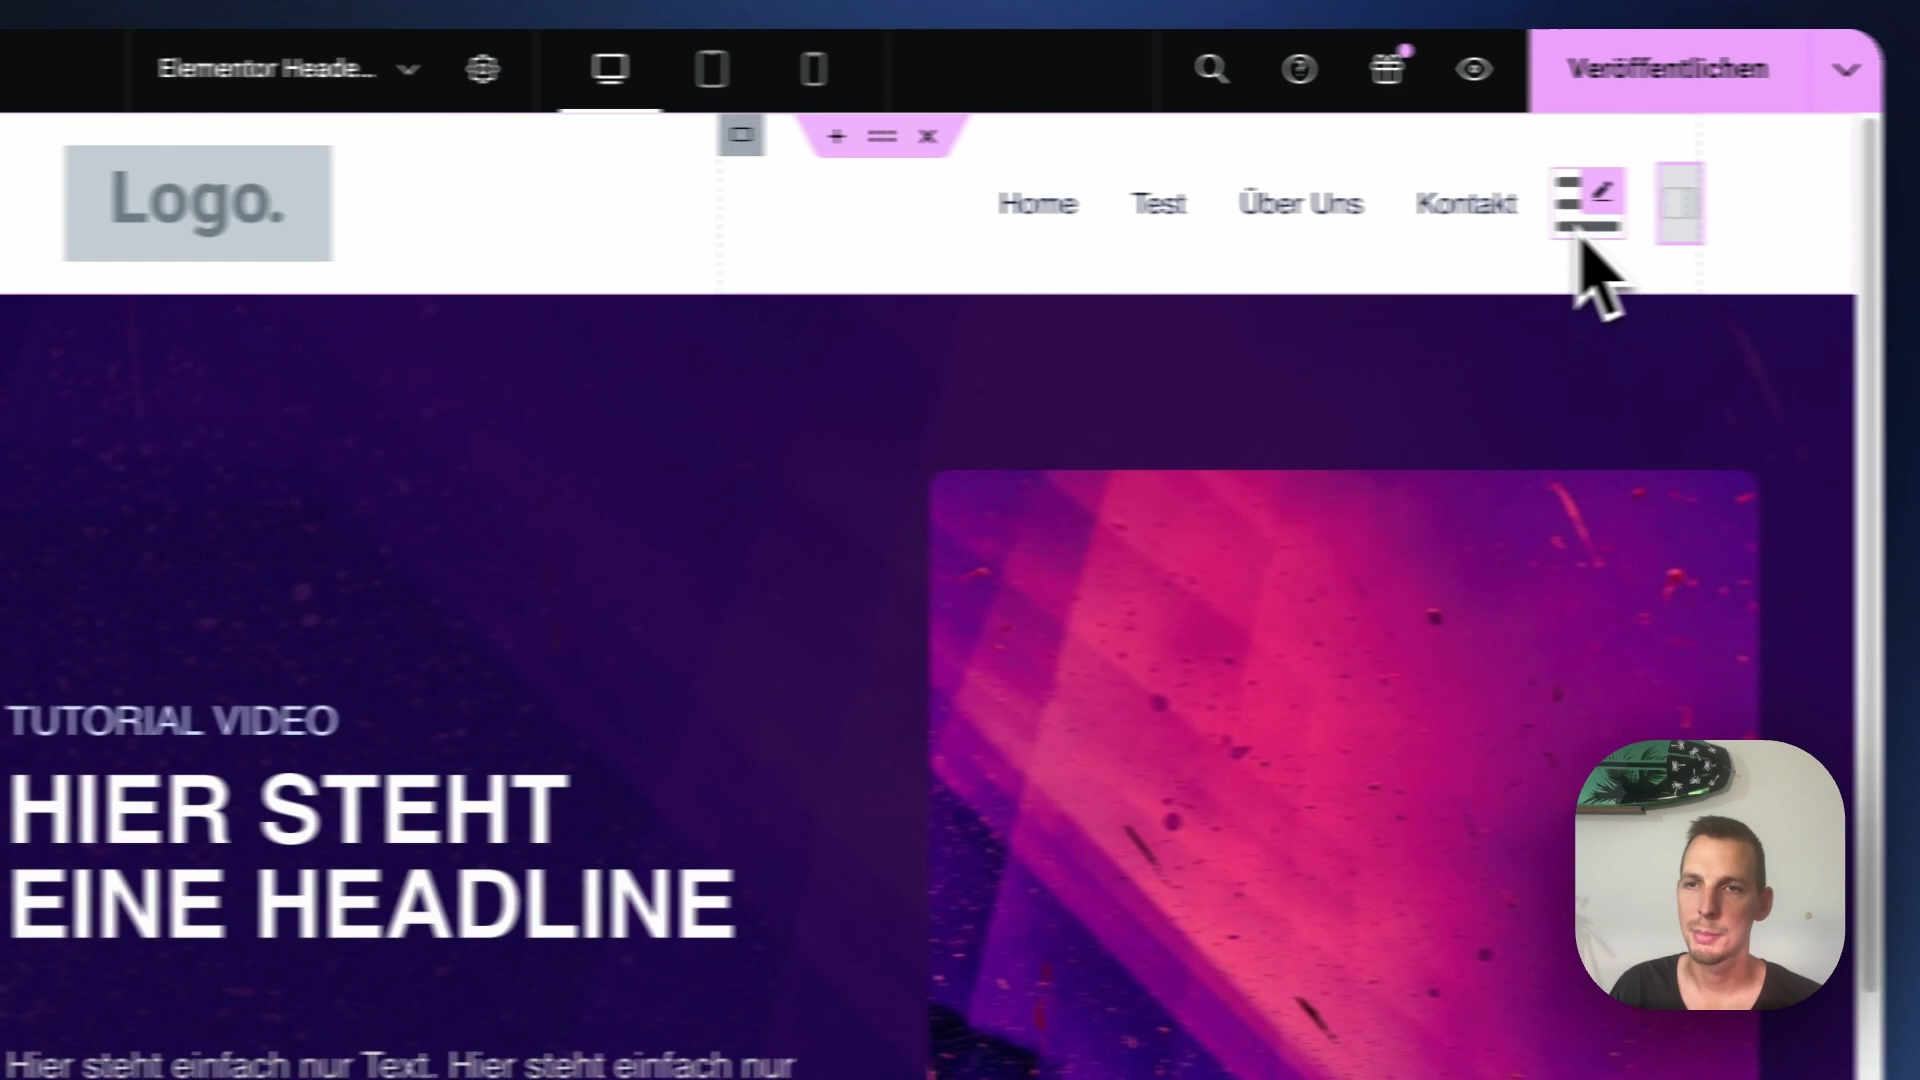 Elementor Heade...
Veröffentlichen
Logo.
Home
Test
Über Uns
Kontakt
TUTORIAL VIDEO
HIER STEHT
EINE HEADLINE
Hier steht einfach nur Text. Hier steht einfach nur